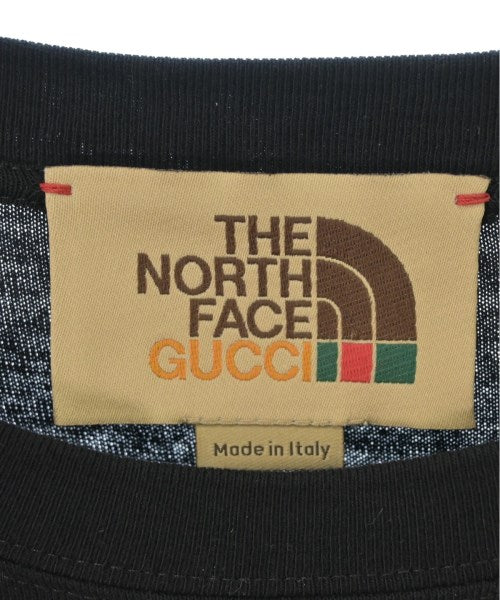 THE
NORTH
FACE
GUCCI
Made in Italy